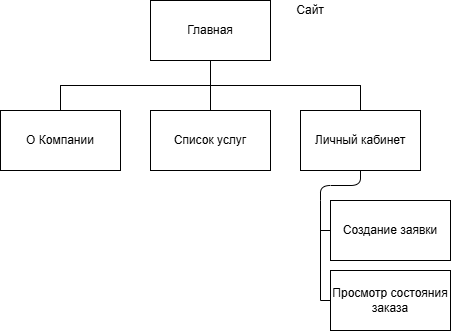 Сайт
Главная
О Компании
Список услуг
Личный кабинет
Создание заявки
Просмотр состояния
заказа